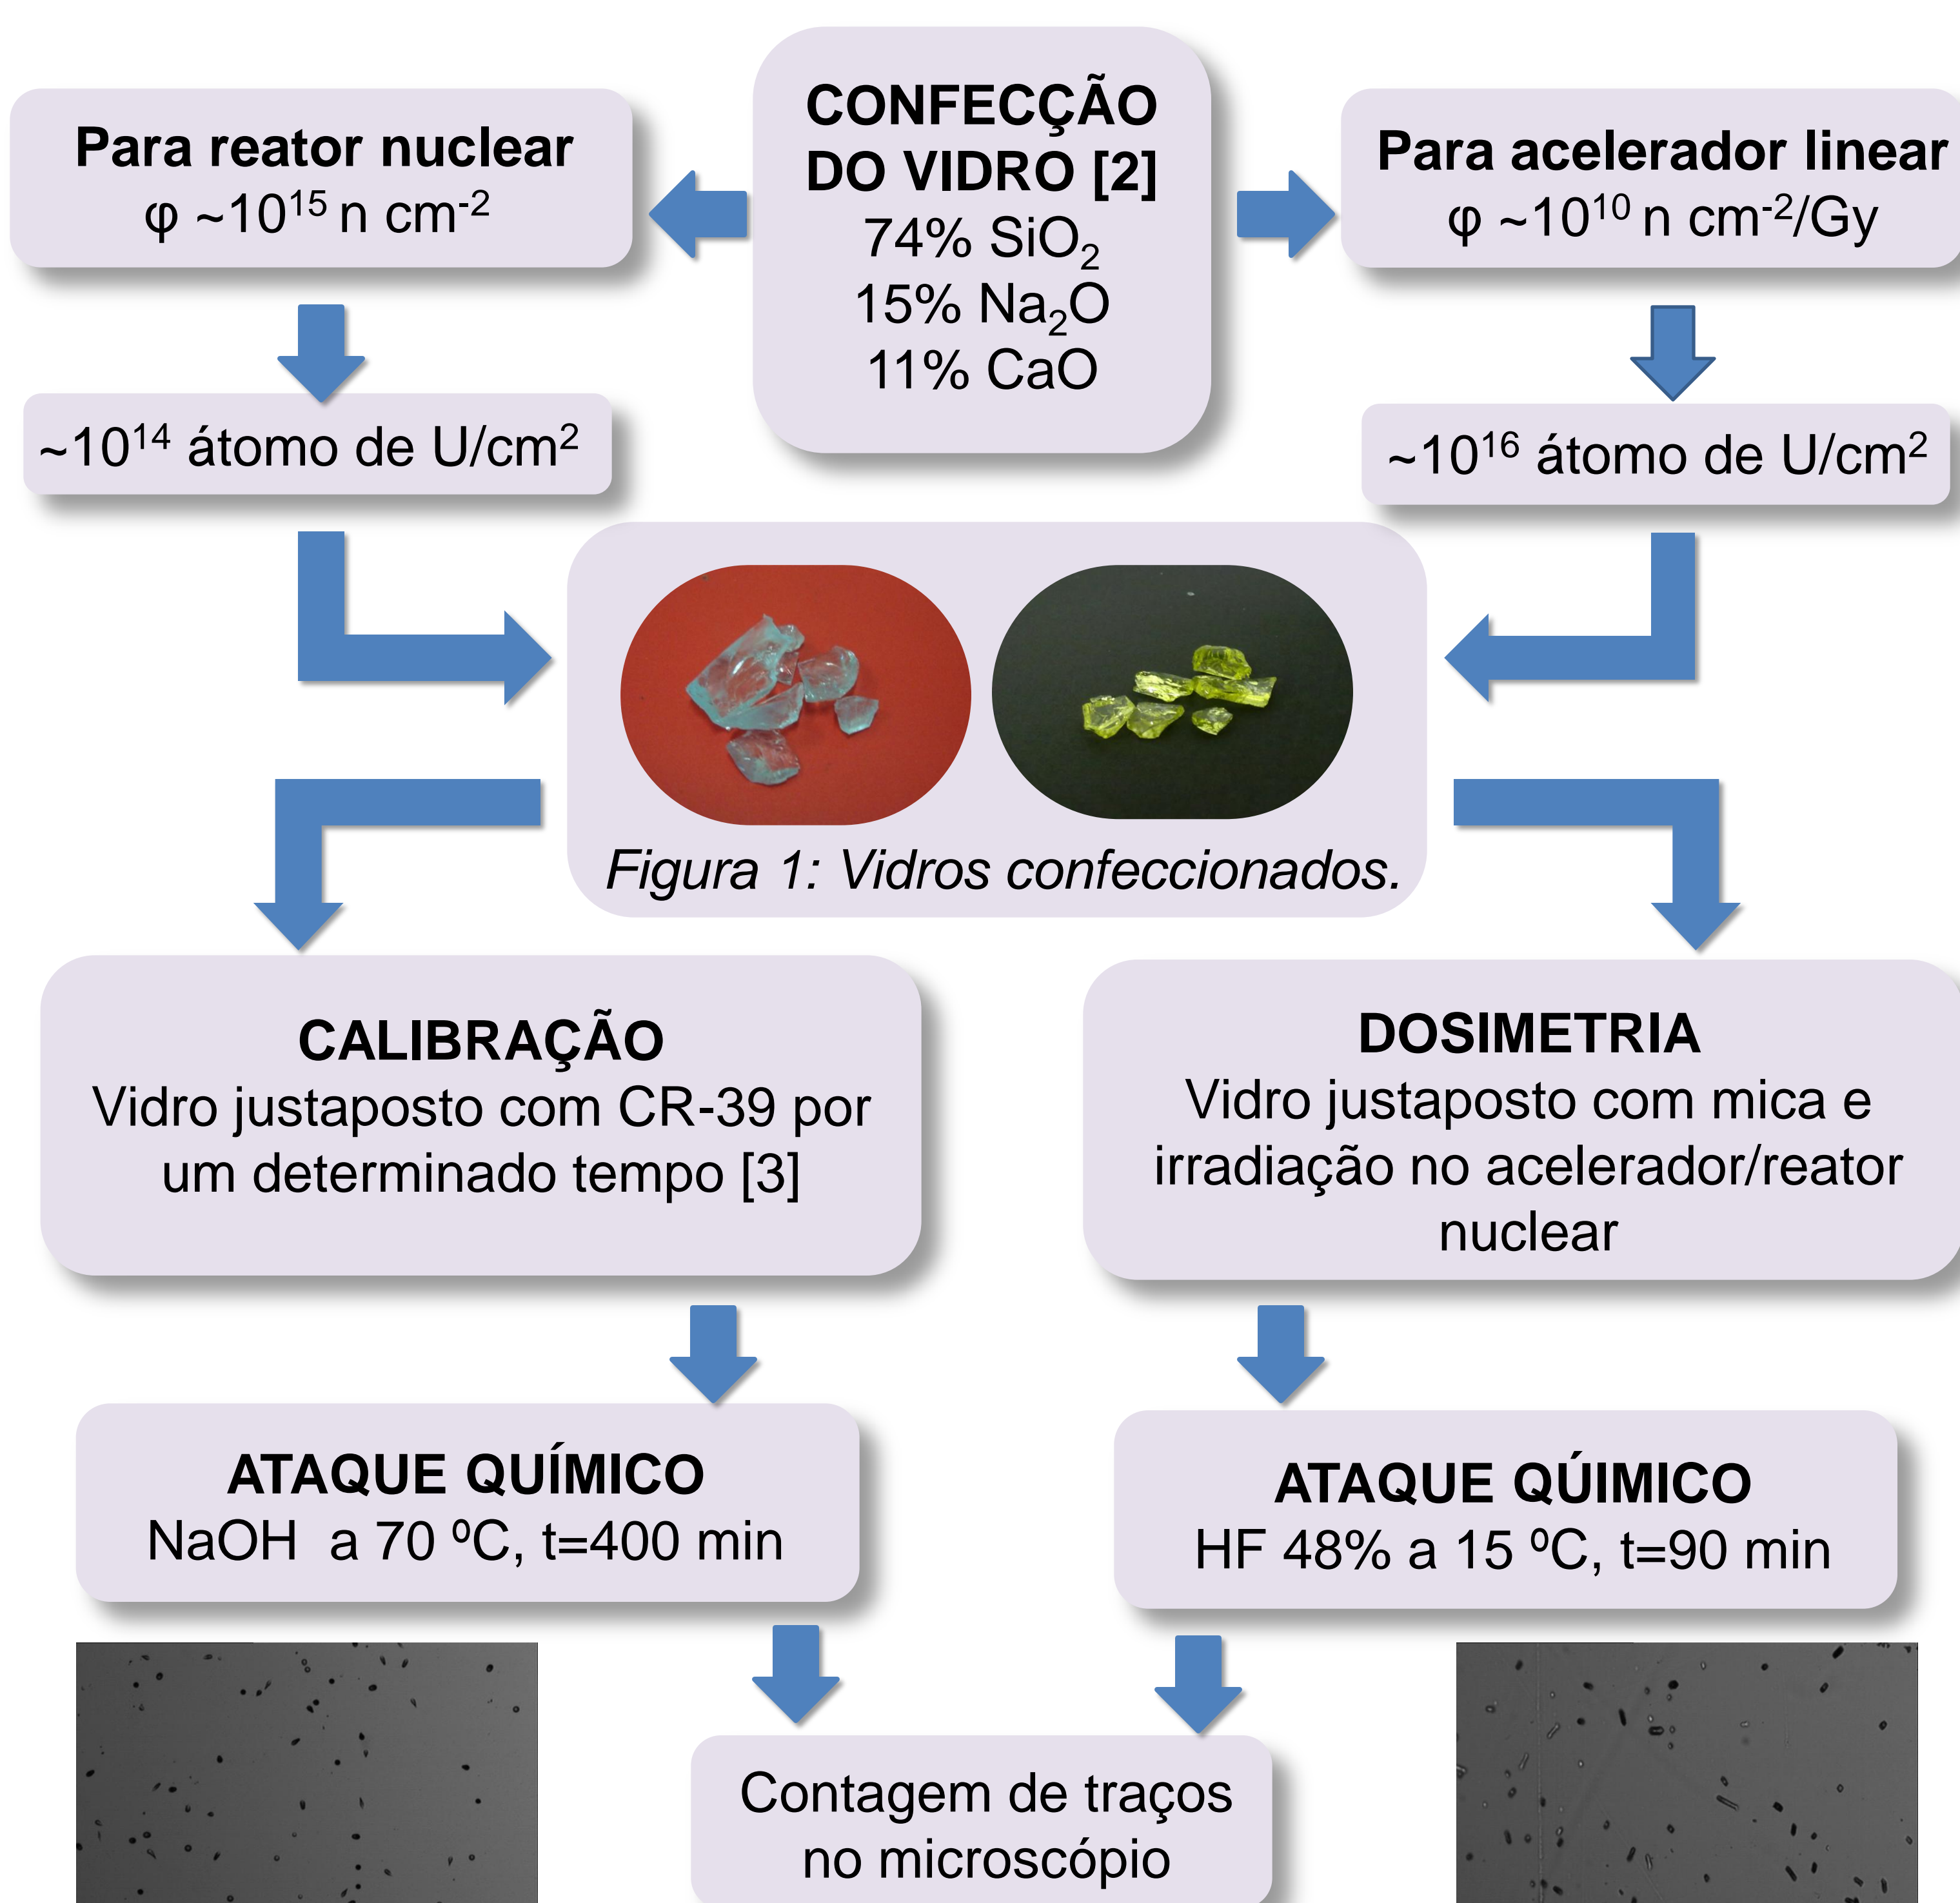 CONFECÇÃO
DO VIDRO [2]
74% SiO₂
15% Na₂O
11% CaO
Para reator nuclear
φ ~10¹⁵ n cm⁻²
Para acelerador linear
φ ~10¹⁰ n cm⁻²/Gy
~10¹⁴ átomo de U/cm²
~10¹⁶ átomo de U/cm²
Figura 1: Vidros confeccionados.
CALIBRAÇÃO
Vidro justaposto com CR-39 por
um determinado tempo [3]
DOSIMETRIA
Vidro justaposto com mica e
irradiação no acelerador/reator
nuclear
ATAQUE QUÍMICO
NaOH a 70 ºC, t=400 min
ATAQUE QÚIMICO
HF 48% a 15 ºC, t=90 min
Contagem de traços
no microscópio